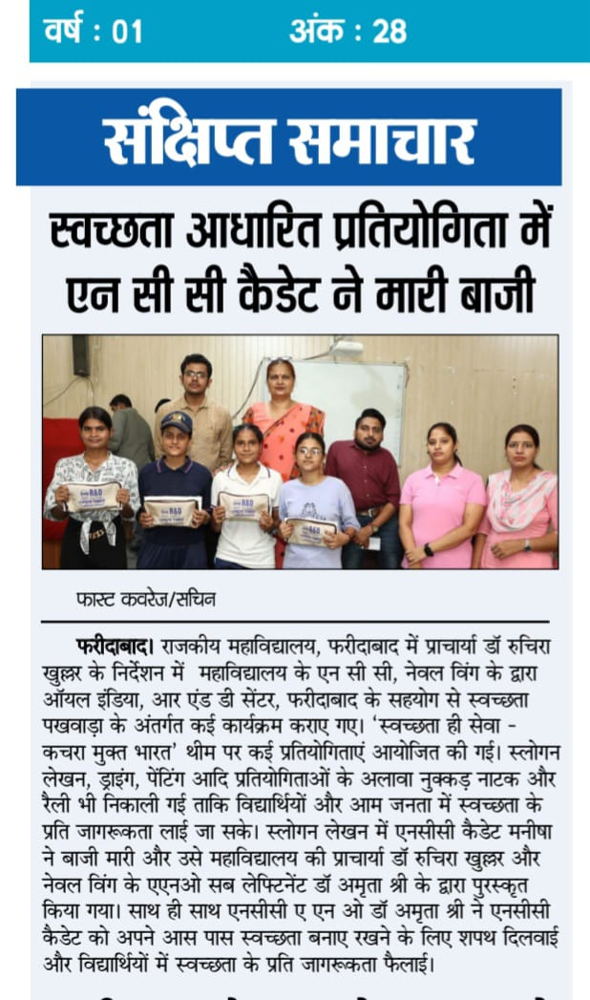 वर्ष : 01 अंक : 28
संक्षिप्त समाचार
स्वच्छता आधारित प्रतियोगिता में
एन सी सी कैडेट ने मारी बाजी
R&D
R&D
R&D
R&D
फास्ट कवरेज/सचिन
फरीदाबाद। राजकीय महाविद्यालय, फरीदाबाद में प्राचार्या डॉ रुचिरा
खुल्लर के निर्देशन में महाविद्यालय के एन सी सी, नेवल विंग के द्वारा
ऑयल इंडिया, आर एंड डी सेंटर, फरीदाबाद के सहयोग से स्वच्छता
पखवाड़ा के अंतर्गत कई कार्यक्रम कराए गए। ‘स्वच्छता ही सेवा -
कचरा मुक्त भारत’ थीम पर कई प्रतियोगिताएं आयोजित की गई। स्लोगन
लेखन, ड्राइंग, पेंटिंग आदि प्रतियोगिताओं के अलावा नुक्कड़ नाटक और
रैली भी निकाली गई ताकि विद्यार्थियों और आम जनता में स्वच्छता के
प्रति जागरूकता लाई जा सके। स्लोगन लेखन में एनसीसी कैडेट मनीषा
ने बाजी मारी और उसे महाविद्यालय की प्राचार्या डॉ रुचिरा खुल्लर और
नेवल विंग के एएनओ सब लेफ्टिनेंट डॉ अमृता श्री के द्वारा पुरस्कृत
किया गया। साथ ही साथ एनसीसी ए एन ओ डॉ अमृता श्री ने एनसीसी
कैडेट को अपने आस पास स्वच्छता बनाए रखने के लिए शपथ दिलवाई
और विद्यार्थियों में स्वच्छता के प्रति जागरूकता फैलाई।